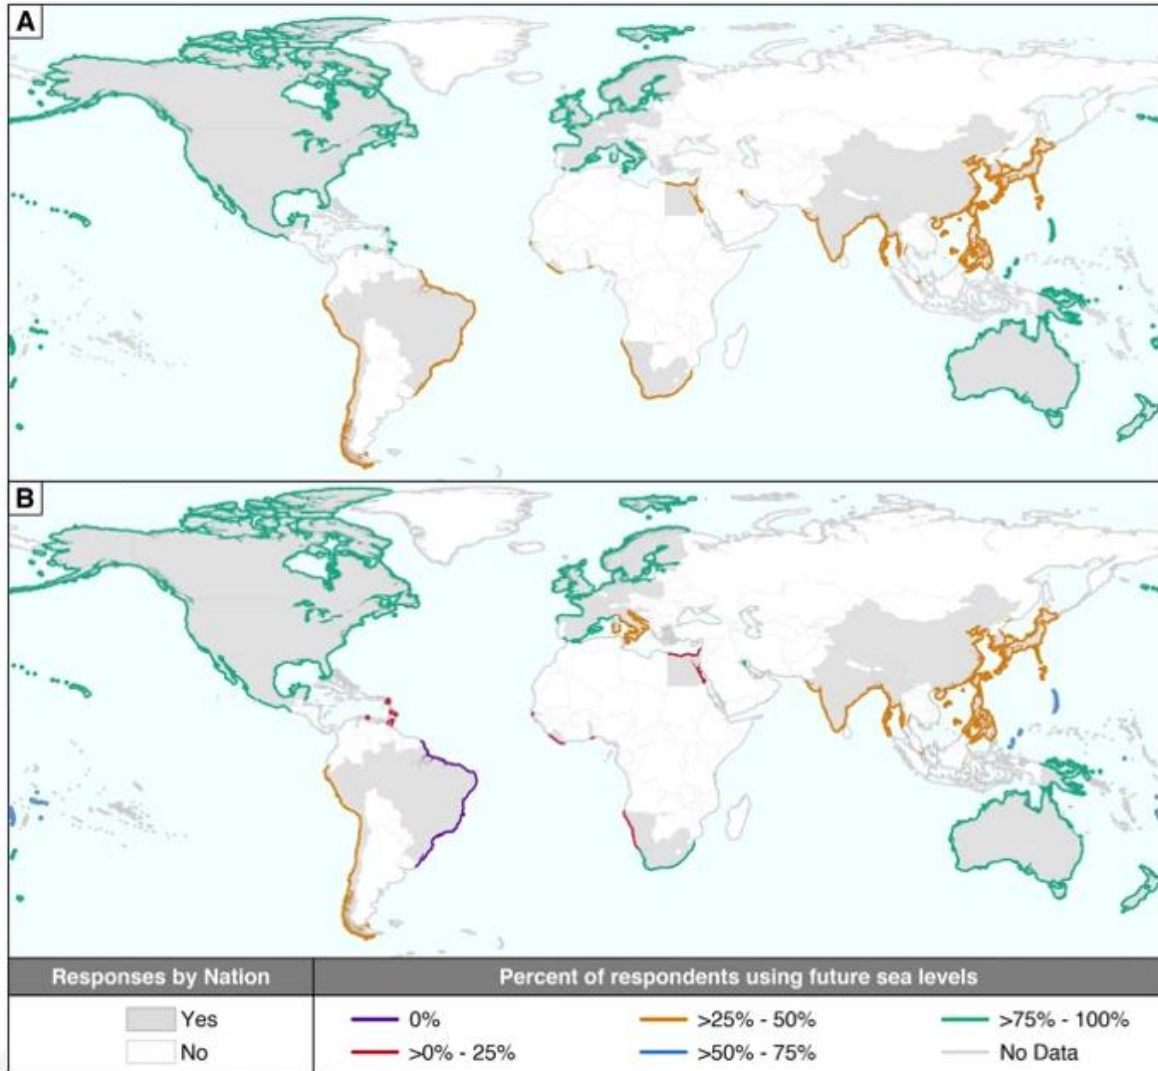 A
B
Responses by Nation
Percent of respondents using future sea levels
Yes
No
0%
>25% - 50%
>75% - 100%
>0% - 25%
>50% - 75%
No Data